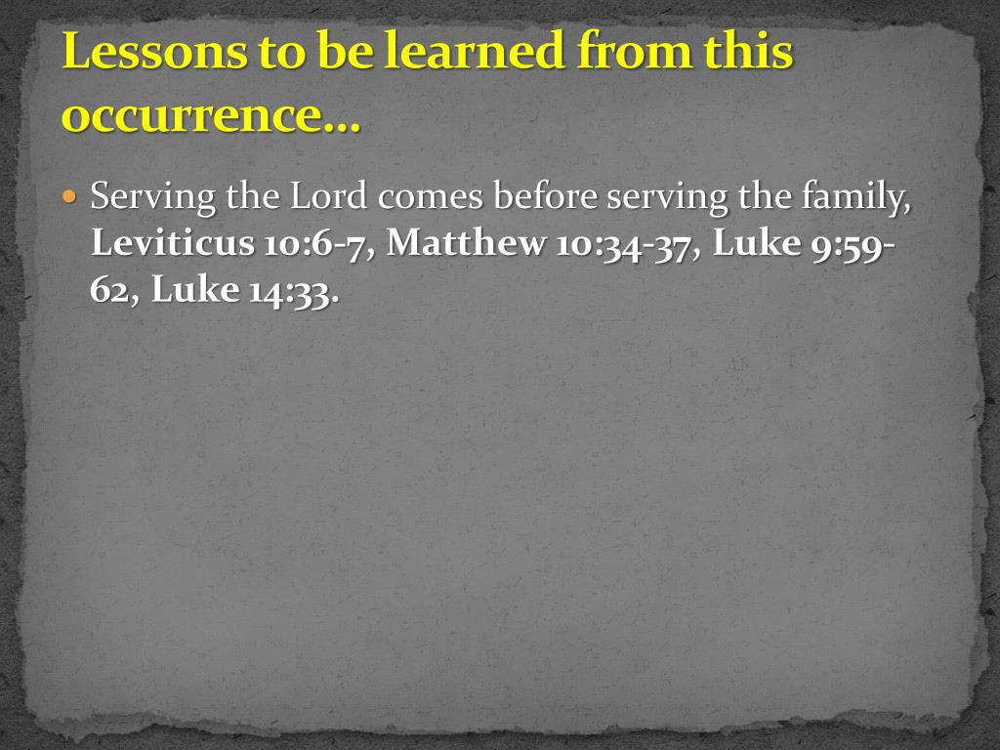 Lessons to be learned from this
occurrence…
• Serving the Lord comes before serving the family,
Leviticus 10:6-7, Matthew 10:34-37, Luke 9:59-
62, Luke 14:33.